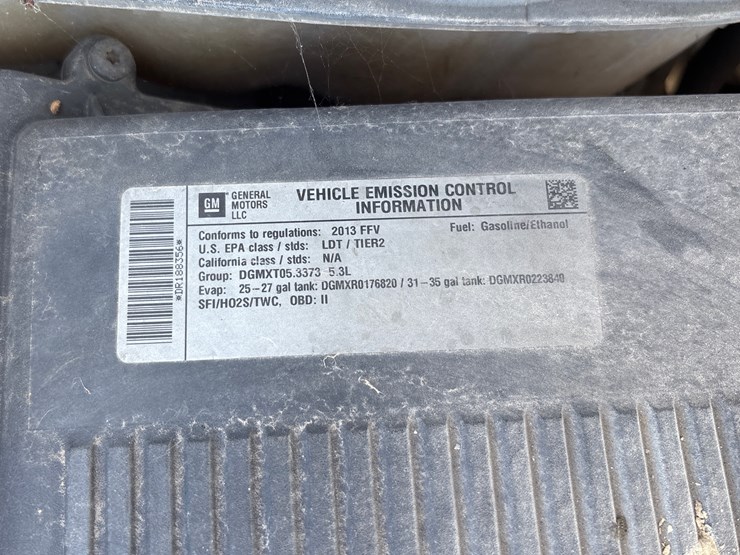 GM
GENERAL
MOTORS
LLC
VEHICLE EMISSION CONTROL
INFORMATION
Conforms to regulations: 2013 FFV
Fuel: Gasoline/Ethanol
U.S. EPA class / stds: LDT / TIER2
California class / stds: N/A
Group: DGMXT05.3373 5.3L
Evap: 25-27 gal tank: DGMXR0176820 / 31-35 gal tank: DGMXR0223840
SFI/HO2S/TWC, OBD: II
*DR188356*